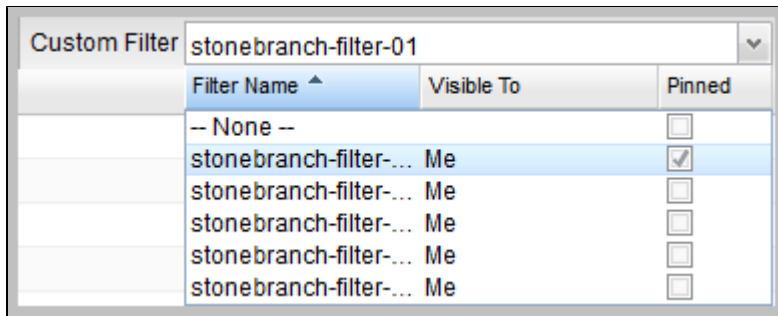 Custom Filter stonebranch-filter-01
Filter Name Visible To Pinned
-- None --
stonebranch-filter-... Me
stonebranch-filter-... Me
stonebranch-filter-... Me
stonebranch-filter-... Me
stonebranch-filter-... Me